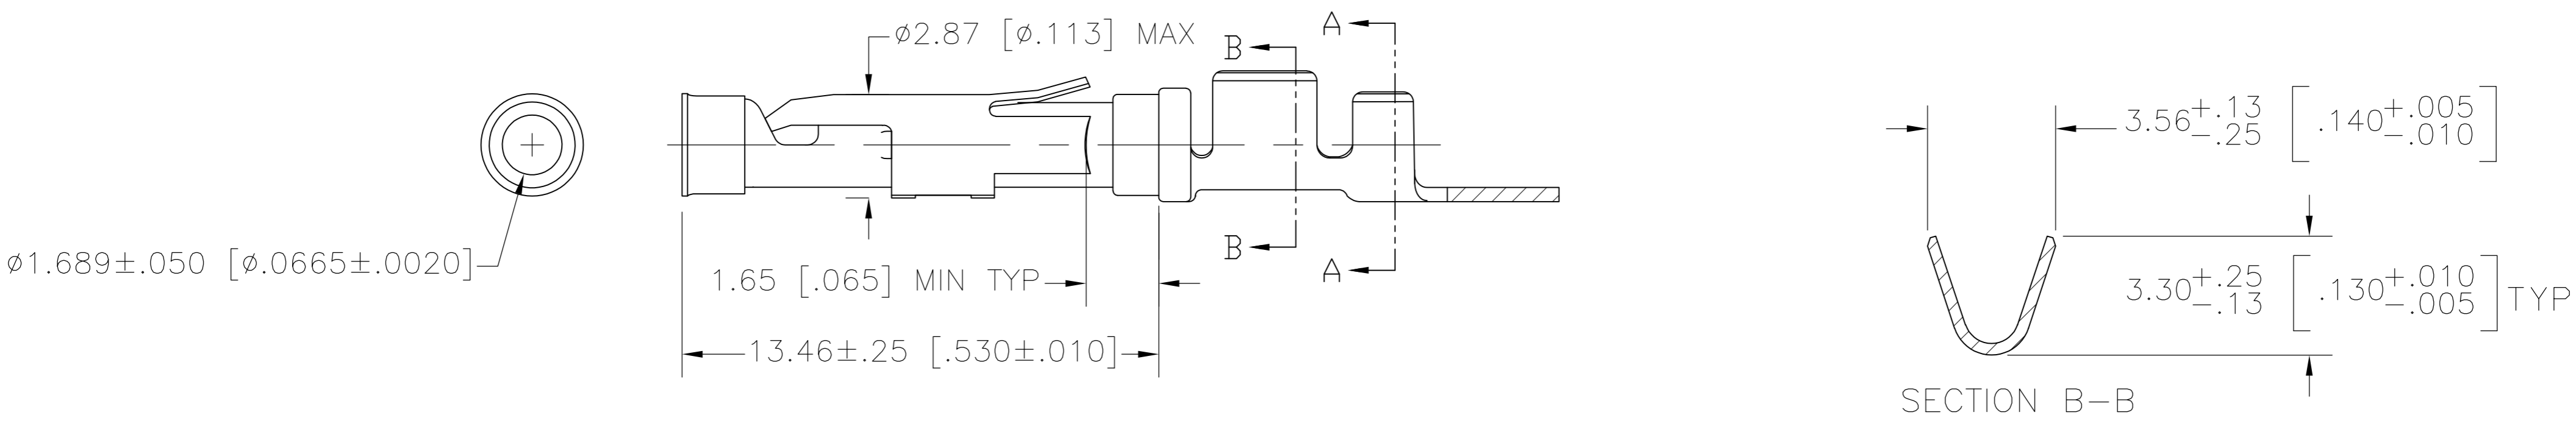 ø2.87 [ø.113] MAX
B
A
ø1.689±.050 [ø.0665±.0020]
B
A
1.65 [.065] MIN TYP
13.46±.25 [.530±.010]
3.56 +.13 -.25 [.140 +.005 -.010]
3.30 +.25 -.13 [.130 +.010 -.005] TYP
SECTION B-B